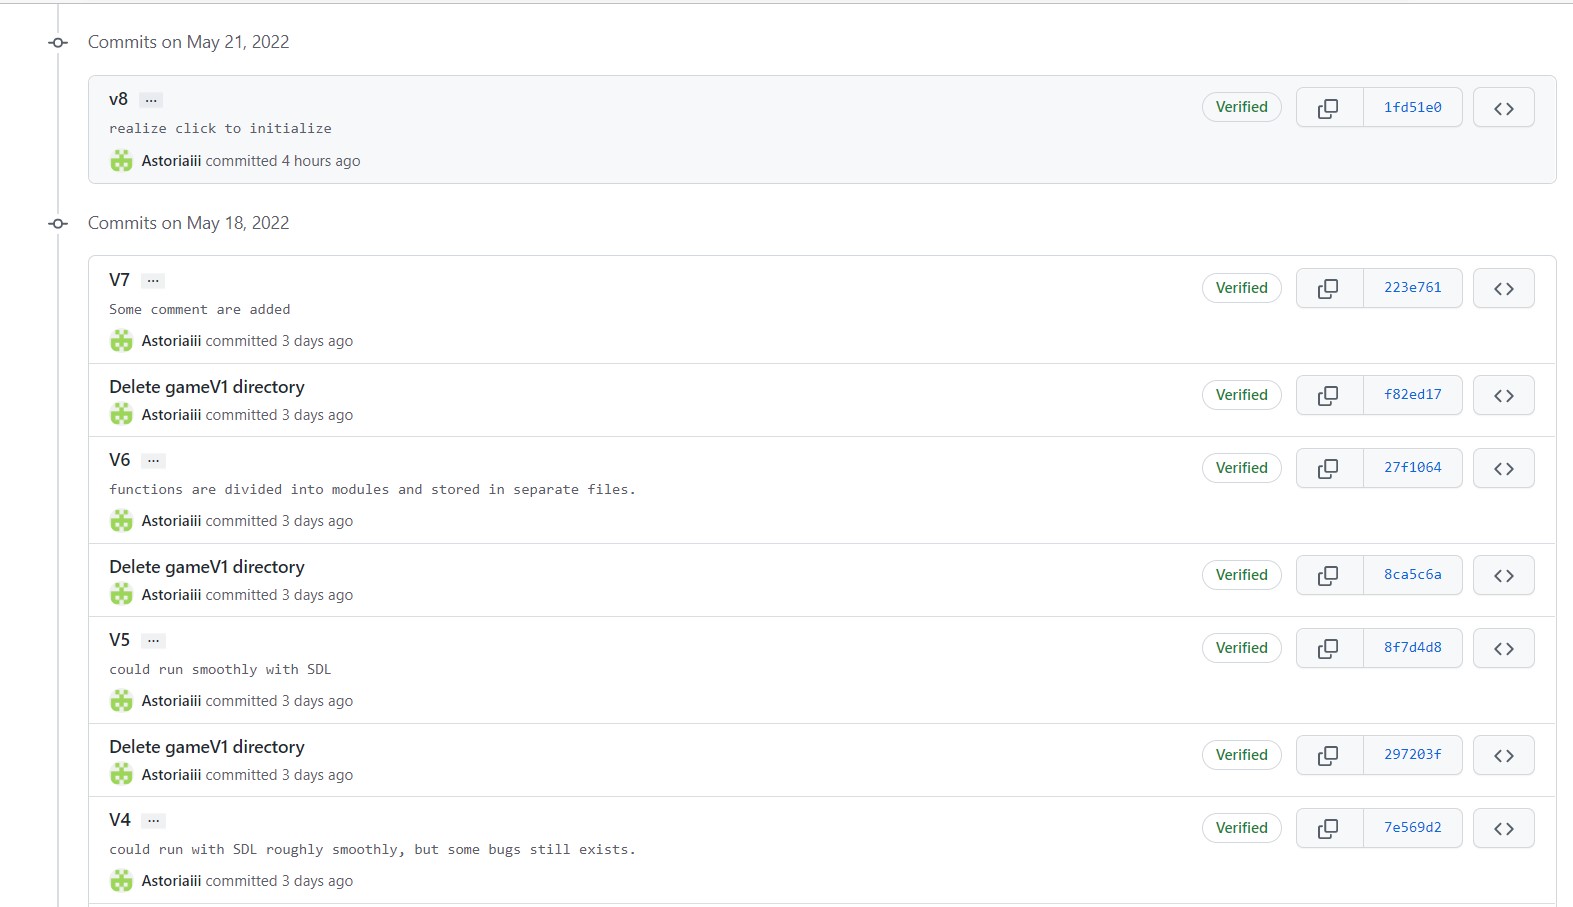 Commits on May 21, 2022
v8 ...
Verified
1fd51e0
realize click to initialize
Astoriaiii committed 4 hours ago
Commits on May 18, 2022
V7 ...
Verified
223e761
Some comment are added
Astoriaiii committed 3 days ago
Delete gameV1 directory
Verified
f82ed17
Astoriaiii committed 3 days ago
V6 ...
Verified
27f1064
functions are divided into modules and stored in separate files.
Astoriaiii committed 3 days ago
Delete gameV1 directory
Verified
8ca5c6a
Astoriaiii committed 3 days ago
V5 ...
Verified
8f7d4d8
could run smoothly with SDL
Astoriaiii committed 3 days ago
Delete gameV1 directory
Verified
297203f
Astoriaiii committed 3 days ago
V4 ...
Verified
7e569d2
could run with SDL roughly smoothly, but some bugs still exists.
Astoriaiii committed 3 days ago